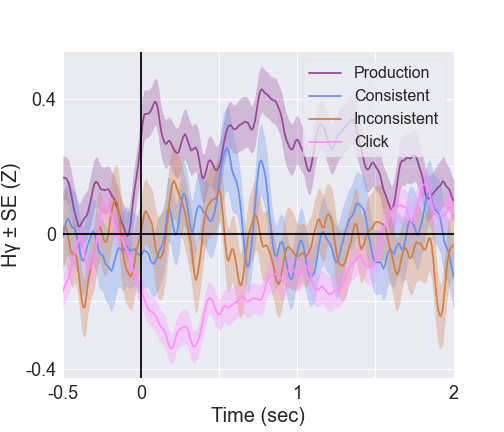 Production
Consistent
Inconsistent
Click
Hγ ± SE (Z)
0.4
0
-0.4
-0.5
0
1
2
Time (sec)